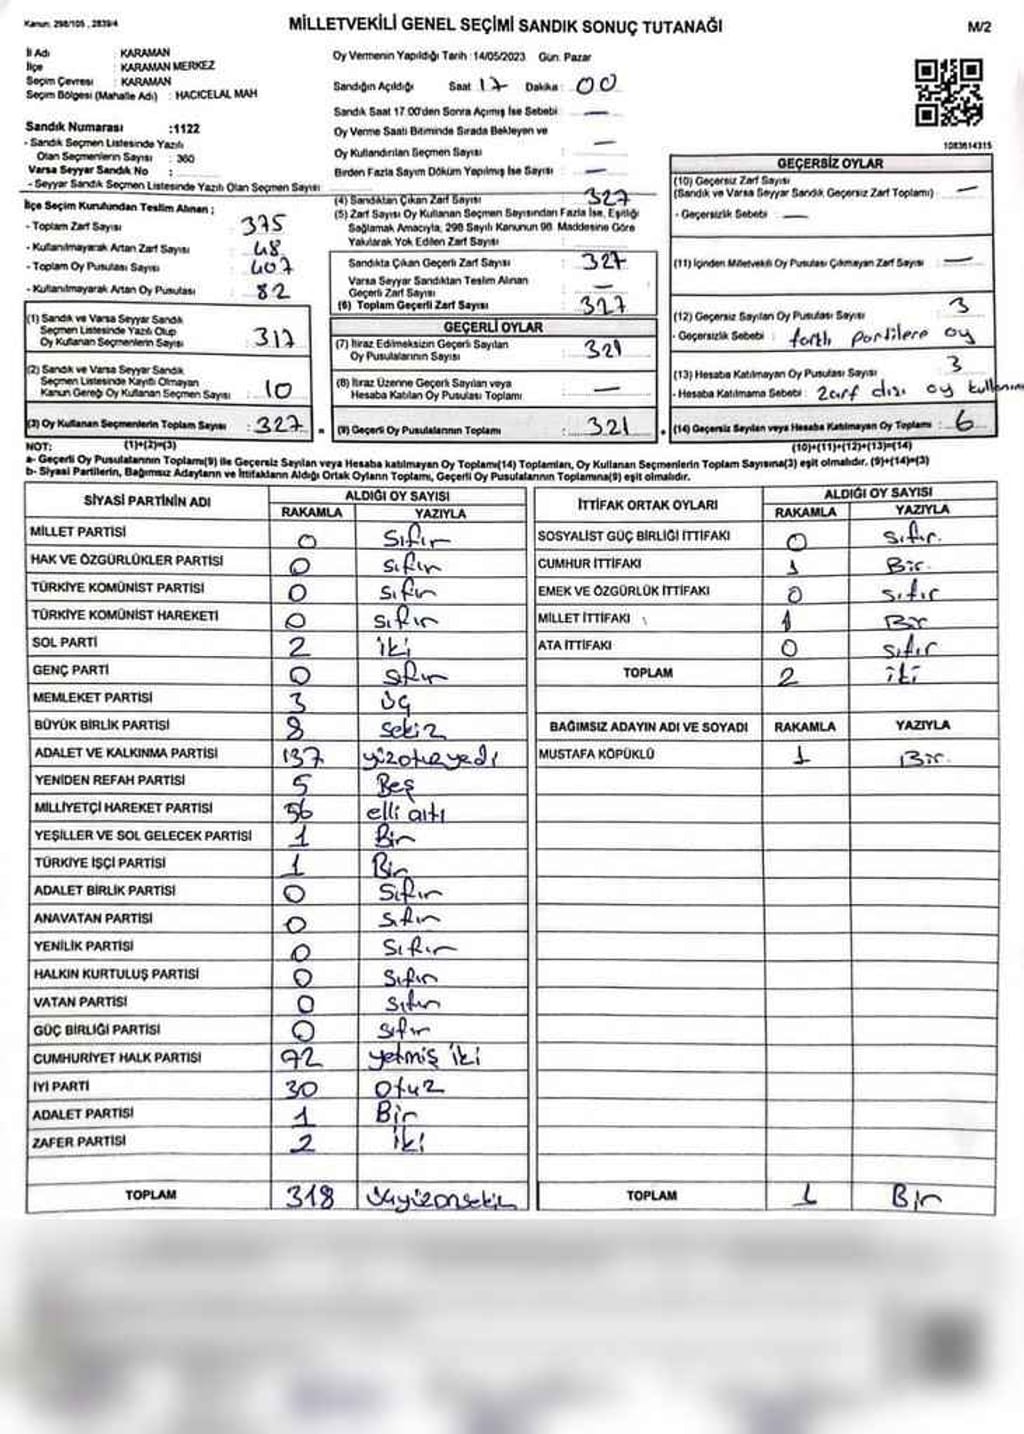 Kanun: 298/105, 2839/4
MİLLETVEKİLİ GENEL SEÇİMİ SANDIK SONUÇ TUTANAĞI
M/2
İl Adı : KARAMAN
İlçe : KARAMAN MERKEZ
Seçim Çevresi : KARAMAN
Seçim Bölgesi (Mahalle Adı) : HACICELAL MAH
Sandık Numarası :1122
- Sandık Seçmen Listesinde Yazılı
Olan Seçmenlerin Sayısı : 360
Varsa Seyyar Sandık No :
- Seyyar Sandık Seçmen Listesinde Yazılı Olan Seçmen Sayısı :
Oy Vermenin Yapıldığı Tarih : 14/05/2023 Gün: Pazar
Sandığın Açıldığı Saat 17 Dakika : 00
Sandık Saat 17.00'den Sonra Açımış İse Sebebi : —
Oy Verme Saati Bitiminde Sırada Bekleyen ve
Oy Kullandırılan Seçmen Sayısı : —
Birden Fazla Sayım Döküm Yapılmış İse Sayısı : —
1083614315
İlçe Seçim Kurulundan Teslim Alınan ;
- Toplam Zarf Sayısı : 375
- Kullanılmayarak Artan Zarf Sayısı : 48
- Toplam Oy Pusulası Sayısı : 407
- Kullanılmayarak Artan Oy Pusulası : 82
(1) Sandık ve Varsa Seyyar Sandık
Seçmen Listesinde Yazılı Olup
Oy Kullanan Seçmenlerin Sayısı : 317
(2) Sandık ve Varsa Seyyar Sandık
Seçmen Listesinde Kayıtlı Olmayan
Kanun Gereği Oy Kullanan Seçmen Sayısı : 10
(3) Oy Kullanan Seçmenlerin Toplam Sayısı : 327
(4) Sandıktan Çıkan Zarf Sayısı : 327
(5) Zarf Sayısı Oy Kullanan Seçmen Sayısından Fazla İse, Eşitliği
Sağlamak Amacıyla, 298 Sayılı Kanunun 98. Maddesine Göre
Yakılarak Yok Edilen Zarf Sayısı :
Sandıkta Çıkan Geçerli Zarf Sayısı : 327
Varsa Seyyar Sandıktan Teslim Alınan
Geçerli Zarf Sayısı : —
(6) Toplam Geçerli Zarf Sayısı : 327
GEÇERLİ OYLAR
(7) İtiraz Edilmeksizin Geçerli Sayılan
Oy Pusulalarının Sayısı : 321
(8) İtiraz Üzerine Geçerli Sayılan veya
Hesaba Katılan Oy Pusulası Toplamı : —
(9) Geçerli Oy Pusulalarının Toplamı : 321
GEÇERSİZ OYLAR
(10) Geçersiz Zarf Sayısı
(Sandık ve Varsa Seyyar Sandık Geçersiz Zarf Toplamı) : —
- Geçersizlik Sebebi : —
(11) İçinden Milletvekili Oy Pusulası Çıkmayan Zarf Sayısı : —
(12) Geçersiz Sayılan Oy Pusulası Sayısı : 3
- Geçersizlik Sebebi : farklı partilere oy
(13) Hesaba Katılmayan Oy Pusulası Sayısı : 3
- Hesaba Katılmama Sebebi : zarf dışı oy kullanım
(14) Geçersiz Sayılan veya Hesaba Katılmayan Oy Toplamı : 6
NOT: (1)+(2)=(3) (10)+(11)+(12)+(13)=(14)
a- Geçerli Oy Pusulalarının Toplamı(9) ile Geçersiz Sayılan veya Hesaba katılmayan Oy Toplamı(14) Toplamları, Oy Kullanan Seçmenlerin Toplam Sayısına(3) eşit olmalıdır. (9)+(14)=(3)
b- Siyasi Partilerin, Bağımsız Adayların ve İttifakların Aldığı Ortak Oyların Toplamı, Geçerli Oy Pusulalarının Toplamına(9) eşit olmalıdır.
SİYASİ PARTİNİN ADI ALDIĞI OY SAYISI
RAKAMLA YAZIYLA
MİLLET PARTİSİ 0 Sıfır
HAK VE ÖZGÜRLÜKLER PARTİSİ 0 Sıfır
TÜRKİYE KOMÜNİST PARTİSİ 0 Sıfır
TÜRKİYE KOMÜNİST HAREKETİ 0 Sıfır
SOL PARTİ 2 iki
GENÇ PARTİ 0 sıfır
MEMLEKET PARTİSİ 3 üç
BÜYÜK BİRLİK PARTİSİ 8 sekiz
ADALET VE KALKINMA PARTİSİ 137 yüzotuzyedi
YENİDEN REFAH PARTİSİ 5 Beş
MİLLİYETÇİ HAREKET PARTİSİ 56 elli altı
YEŞİLLER VE SOL GELECEK PARTİSİ 1 Bir
TÜRKİYE İŞÇİ PARTİSİ 1 Bir
ADALET BİRLİK PARTİSİ 0 Sıfır
ANAVATAN PARTİSİ 0 Sıfır
YENİLİK PARTİSİ 0 Sıfır
HALKIN KURTULUŞ PARTİSİ 0 Sıfır
VATAN PARTİSİ 0 Sıfır
GÜÇ BİRLİĞİ PARTİSİ 0 Sıfır
CUMHURİYET HALK PARTİSİ 72 yetmiş iki
İYİ PARTİ 30 Otuz
ADALET PARTİSİ 1 Bir
ZAFER PARTİSİ 2 iki
TOPLAM 318 üçyüzonsekiz
İTTİFAK ORTAK OYLARI ALDIĞI OY SAYISI
RAKAMLA YAZIYLA
SOSYALİST GÜÇ BİRLİĞİ İTTİFAKI 0 Sıfır.
CUMHUR İTTİFAKI 1 Bir.
EMEK VE ÖZGÜRLÜK İTTİFAKI 0 sıfır
MİLLET İTTİFAKI 1 Bir
ATA İTTİFAKI 0 sıfır
TOPLAM 2 iki
BAĞIMSIZ ADAYIN ADI VE SOYADI RAKAMLA YAZIYLA
MUSTAFA KÖPÜKLÜ 1 Bir.
TOPLAM 1 Bir